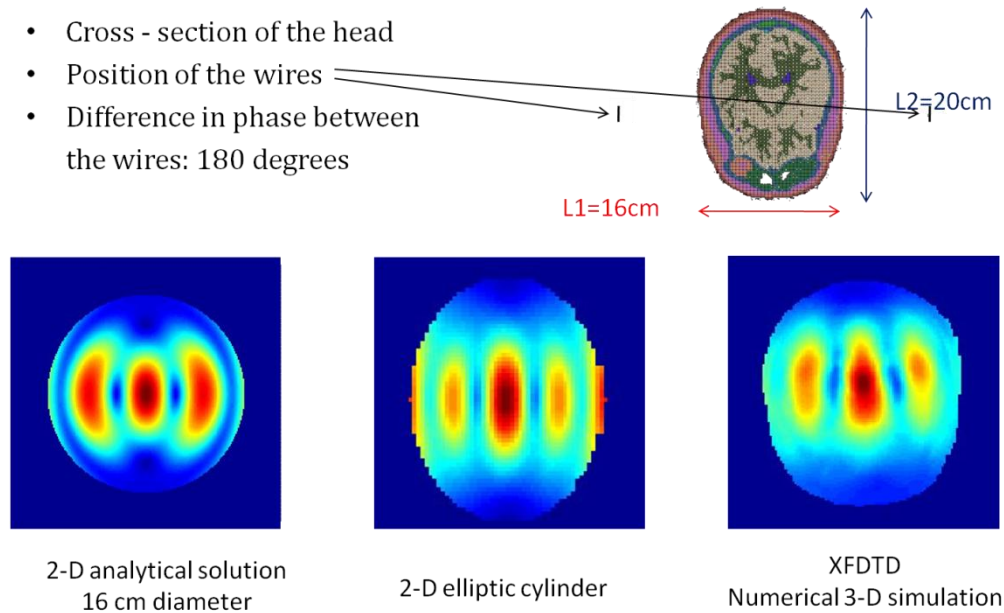 • Cross - section of the head
• Position of the wires
• Difference in phase between
the wires: 180 degrees
L2=20cm
L1=16cm
2-D analytical solution
16 cm diameter
2-D elliptic cylinder
XFDTD
Numerical 3-D simulation